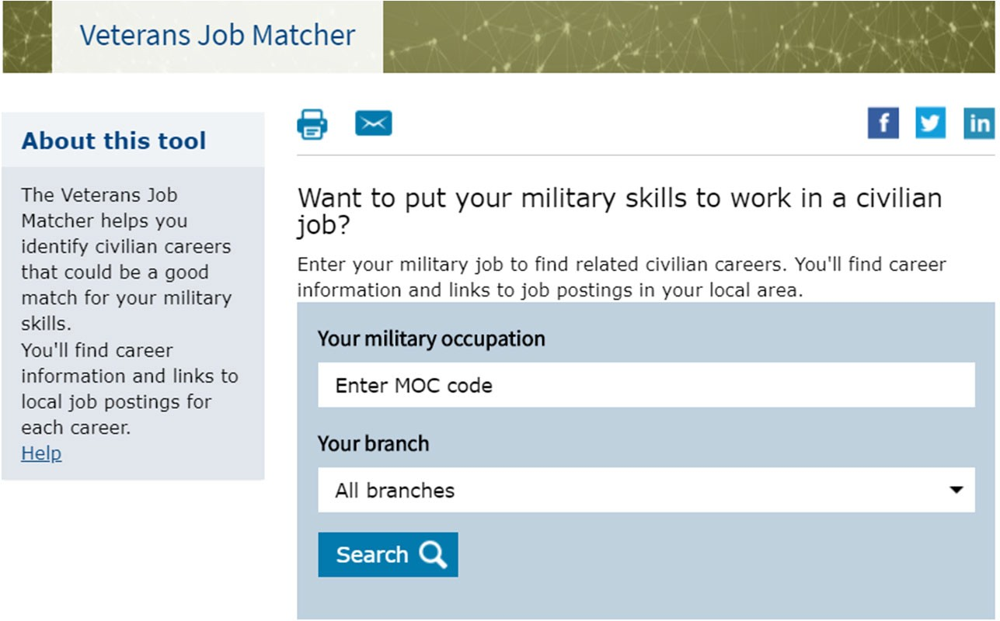 Veterans Job Matcher
About this tool
The Veterans Job
Matcher helps you
identify civilian careers
that could be a good
match for your military
skills.
You'll find career
information and links to
local job postings for
each career.
Help
f
in
Want to put your military skills to work in a civilian
job?
Enter your military job to find related civilian careers. You'll find career
information and links to job postings in your local area.
Your military occupation
Enter MOC code
Your branch
All branches
Search